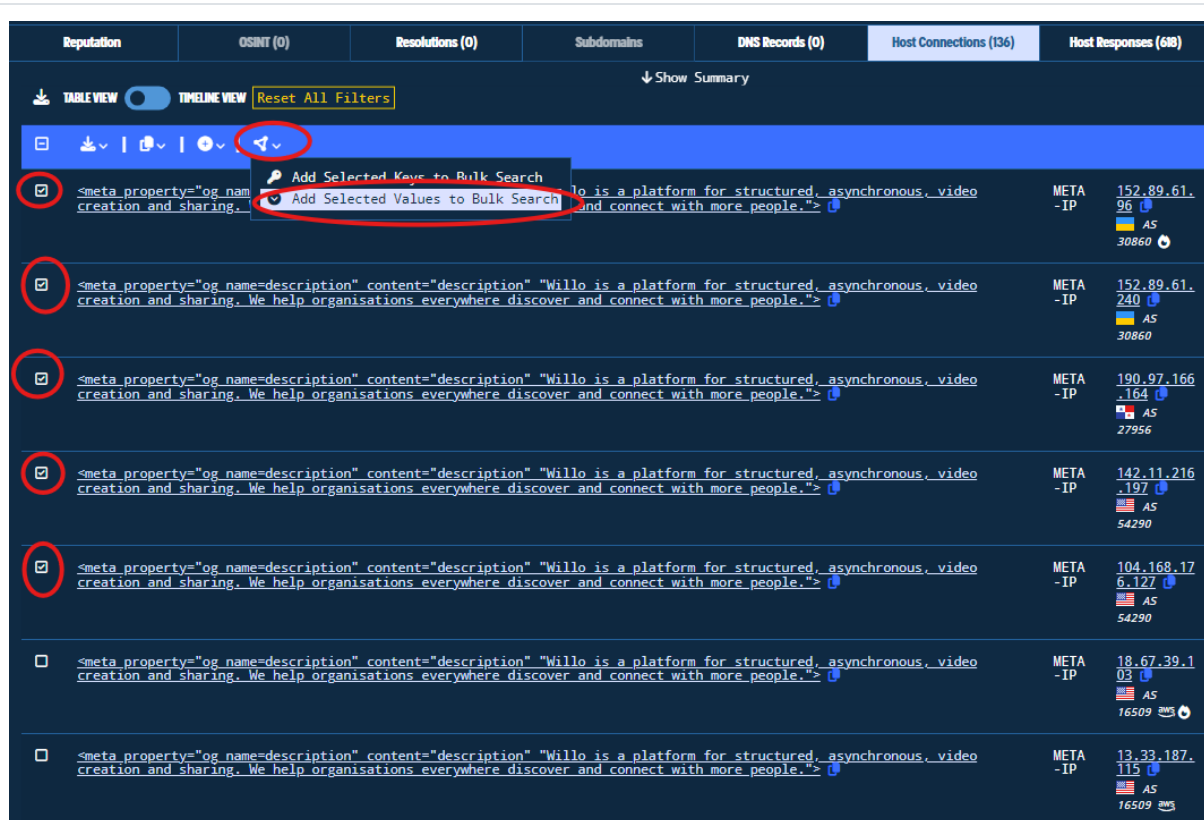 Reputation OSINT (0) Resolutions (0) Subdomains DNS Records (0) Host Connections (136) Host Responses (618)
Show Summary
TABLE VIEW TIMELINE VIEW Reset All Filters
Add Selected Keys to Bulk Search
Add Selected Values to Bulk Search
<meta property="og name lo is a platform for structured, asynchronous, video META 152.89.61.
creation and sharing. and connect with more people."> -IP 96
AS
30860
<meta property="og name=description" content="description" "Willo is a platform for structured, asynchronous, video META 152.89.61.
creation and sharing. We help organisations everywhere discover and connect with more people."> -IP 240
AS
30860
<meta property="og name=description" content="description" "Willo is a platform for structured, asynchronous, video META 190.97.166
creation and sharing. We help organisations everywhere discover and connect with more people."> -IP .164
AS
27956
<meta property="og name=description" content="description" "Willo is a platform for structured, asynchronous, video META 142.11.216
creation and sharing. We help organisations everywhere discover and connect with more people."> -IP .197
AS
54290
<meta property="og name=description" content="description" "Willo is a platform for structured, asynchronous, video META 104.168.17
creation and sharing. We help organisations everywhere discover and connect with more people."> -IP 6.127
AS
54290
<meta property="og name=description" content="description" "Willo is a platform for structured, asynchronous, video META 18.67.39.1
creation and sharing. We help organisations everywhere discover and connect with more people."> -IP 03
AS
16509 aws
<meta property="og name=description" content="description" "Willo is a platform for structured, asynchronous, video META 13.33.187.
creation and sharing. We help organisations everywhere discover and connect with more people."> -IP 115
AS
16509 aws